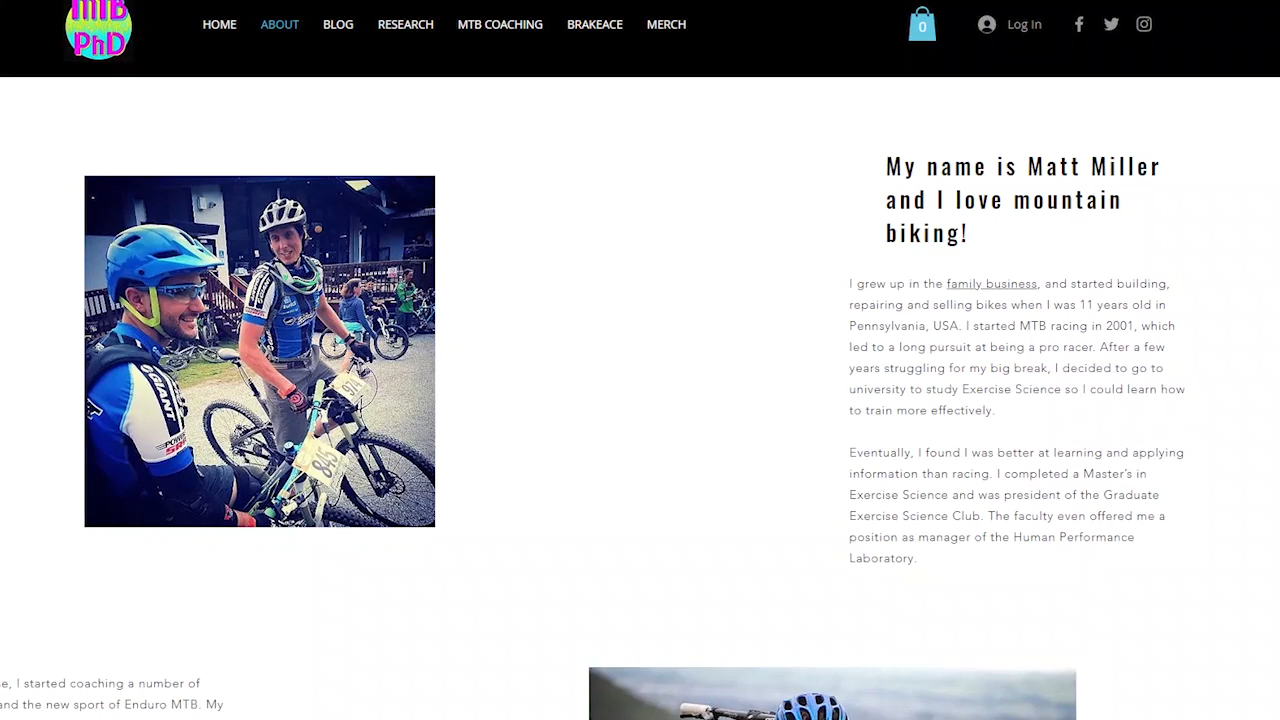 MTB
PhD
HOME ABOUT BLOG RESEARCH MTB COACHING BRAKEACE MERCH
0
Log In
My name is Matt Miller
and I love mountain
biking!
I grew up in the family business, and started building,
repairing and selling bikes when I was 11 years old in
Pennsylvania, USA. I started MTB racing in 2001, which
led to a long pursuit at being a pro racer. After a few
years struggling for my big break, I decided to go to
university to study Exercise Science so I could learn how
to train more effectively.
Eventually, I found I was better at learning and applying
information than racing. I completed a Master's in
Exercise Science and was president of the Graduate
Exercise Science Club. The faculty even offered me a
position as manager of the Human Performance
Laboratory.
GIANT
974
845
I started coaching a number of
and the new sport of Enduro MTB. My